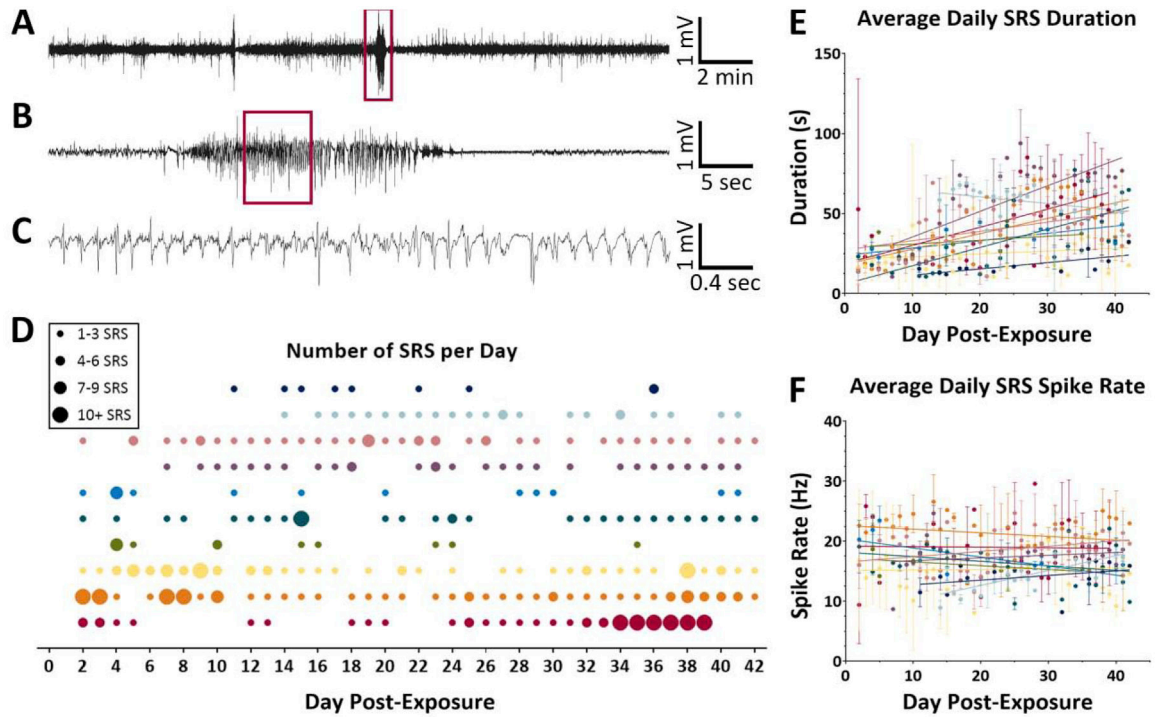 A
1 mV
2 min
B
1 mV
5 sec
C
1 mV
0.4 sec
D
1-3 SRS
4-6 SRS
7-9 SRS
10+ SRS
Number of SRS per Day
0 2 4 6 8 10 12 14 16 18 20 22 24 26 28 30 32 34 36 38 40 42
Day Post-Exposure
E
Average Daily SRS Duration
Duration (s)
150
100
50
0
0 10 20 30 40
Day Post-Exposure
F
Average Daily SRS Spike Rate
Spike Rate (Hz)
40
30
20
10
0
0 10 20 30 40
Day Post-Exposure